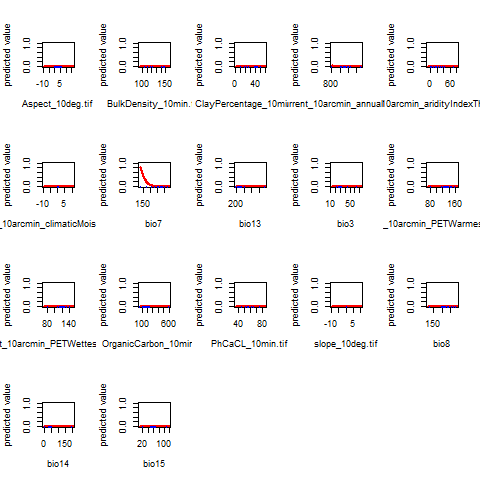 predicted value predicted value predicted value predicted value predicted value
0.0 1.0 0.0 1.0 0.0 1.0 0.0 1.0 0.0 1.0
-10 5 100 150 0 40 800 0 60
Aspect_10deg.tif BulkDensity_10min. ClayPercentage_10mi rrent_10arcmin_annual 0arcmin_aridityIndexTh
predicted value predicted value predicted value predicted value predicted value
0.0 1.0 0.0 1.0 0.0 1.0 0.0 1.0 0.0 1.0
-10 5 150 200 10 50 80 160
_10arcmin_climaticMois bio7 bio13 bio3 _10arcmin_PETWarmes
predicted value predicted value predicted value predicted value predicted value
0.0 1.0 0.0 1.0 0.0 1.0 0.0 1.0 0.0 1.0
80 140 100 600 40 80 -10 5 150
t_10arcmin_PETWettes OrganicCarbon_10mir PhCaCL_10min.tif slope_10deg.tif bio8
predicted value predicted value
0.0 1.0 0.0 1.0
0 150 20 100
bio14 bio15